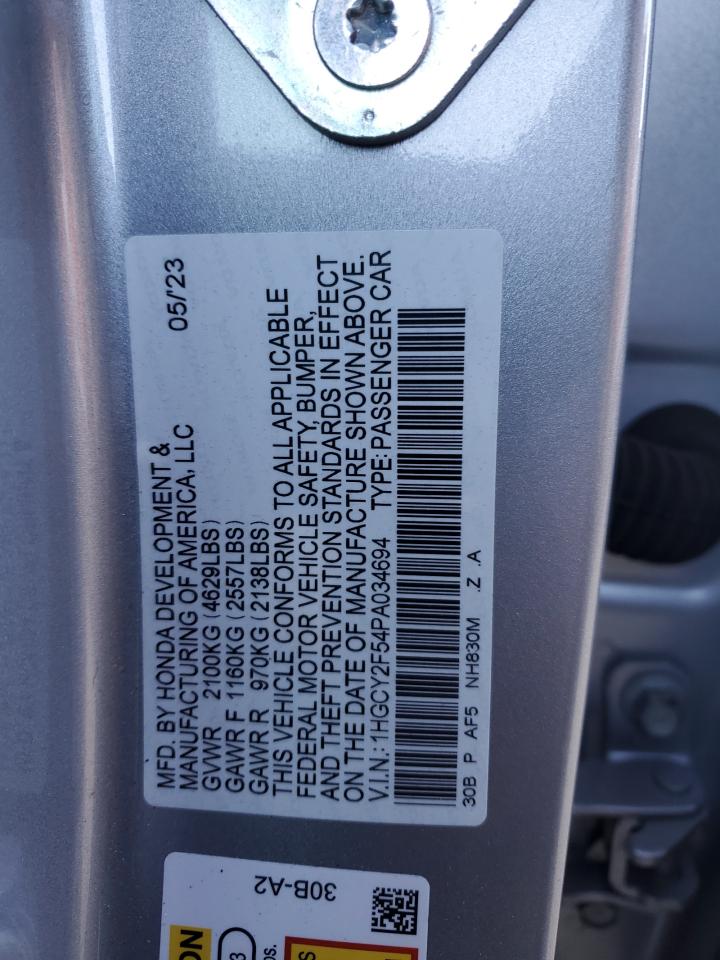 MFD. BY HONDA DEVELOPMENT &
MANUFACTURING OF AMERICA, LLC 05/'23
GVWR 2100KG (4629LBS)
GAWR F 1160KG (2557LBS)
GAWR R 970KG (2138LBS)
THIS VEHICLE CONFORMS TO ALL APPLICABLE
FEDERAL MOTOR VEHICLE SAFETY, BUMPER,
AND THEFT PREVENTION STANDARDS IN EFFECT
ON THE DATE OF MANUFACTURE SHOWN ABOVE.
V.I.N.: 1HGCY2F54PA034694 TYPE: PASSENGER CAR
30B P AF5 NH830M .Z .A
30B-A2